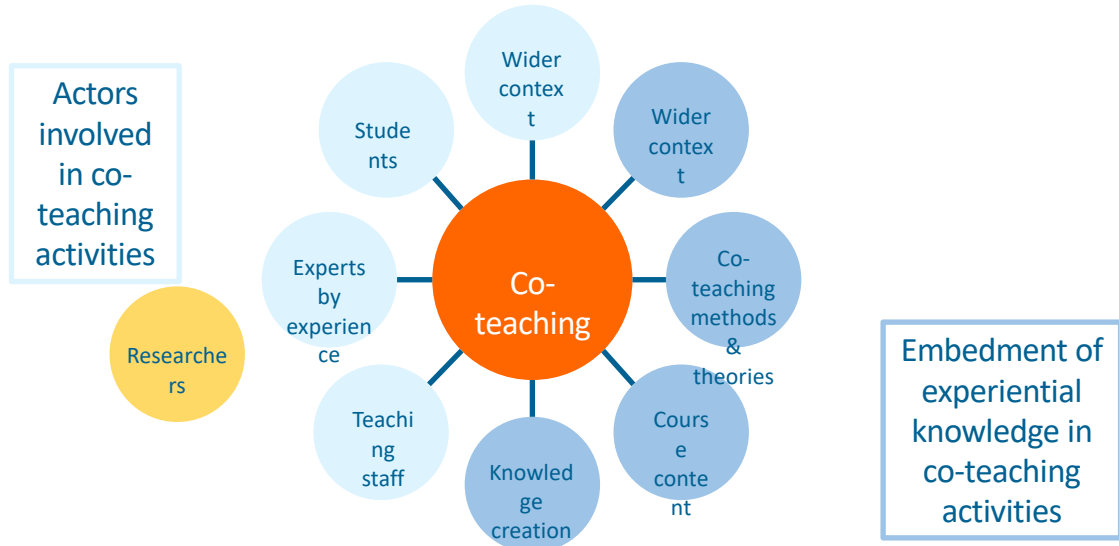 Actors
involved
in co-
teaching
activities
Wider
contex
t
Wider
contex
t
Stude
nts
Experts
by
experien
ce
Co-
teaching
Co-
teaching
methods
&
theories
Researche
rs
Teachi
ng
staff
Knowled
ge
creation
Cours
e
conte
nt
Embedment of
experiential
knowledge in
co-teaching
activities